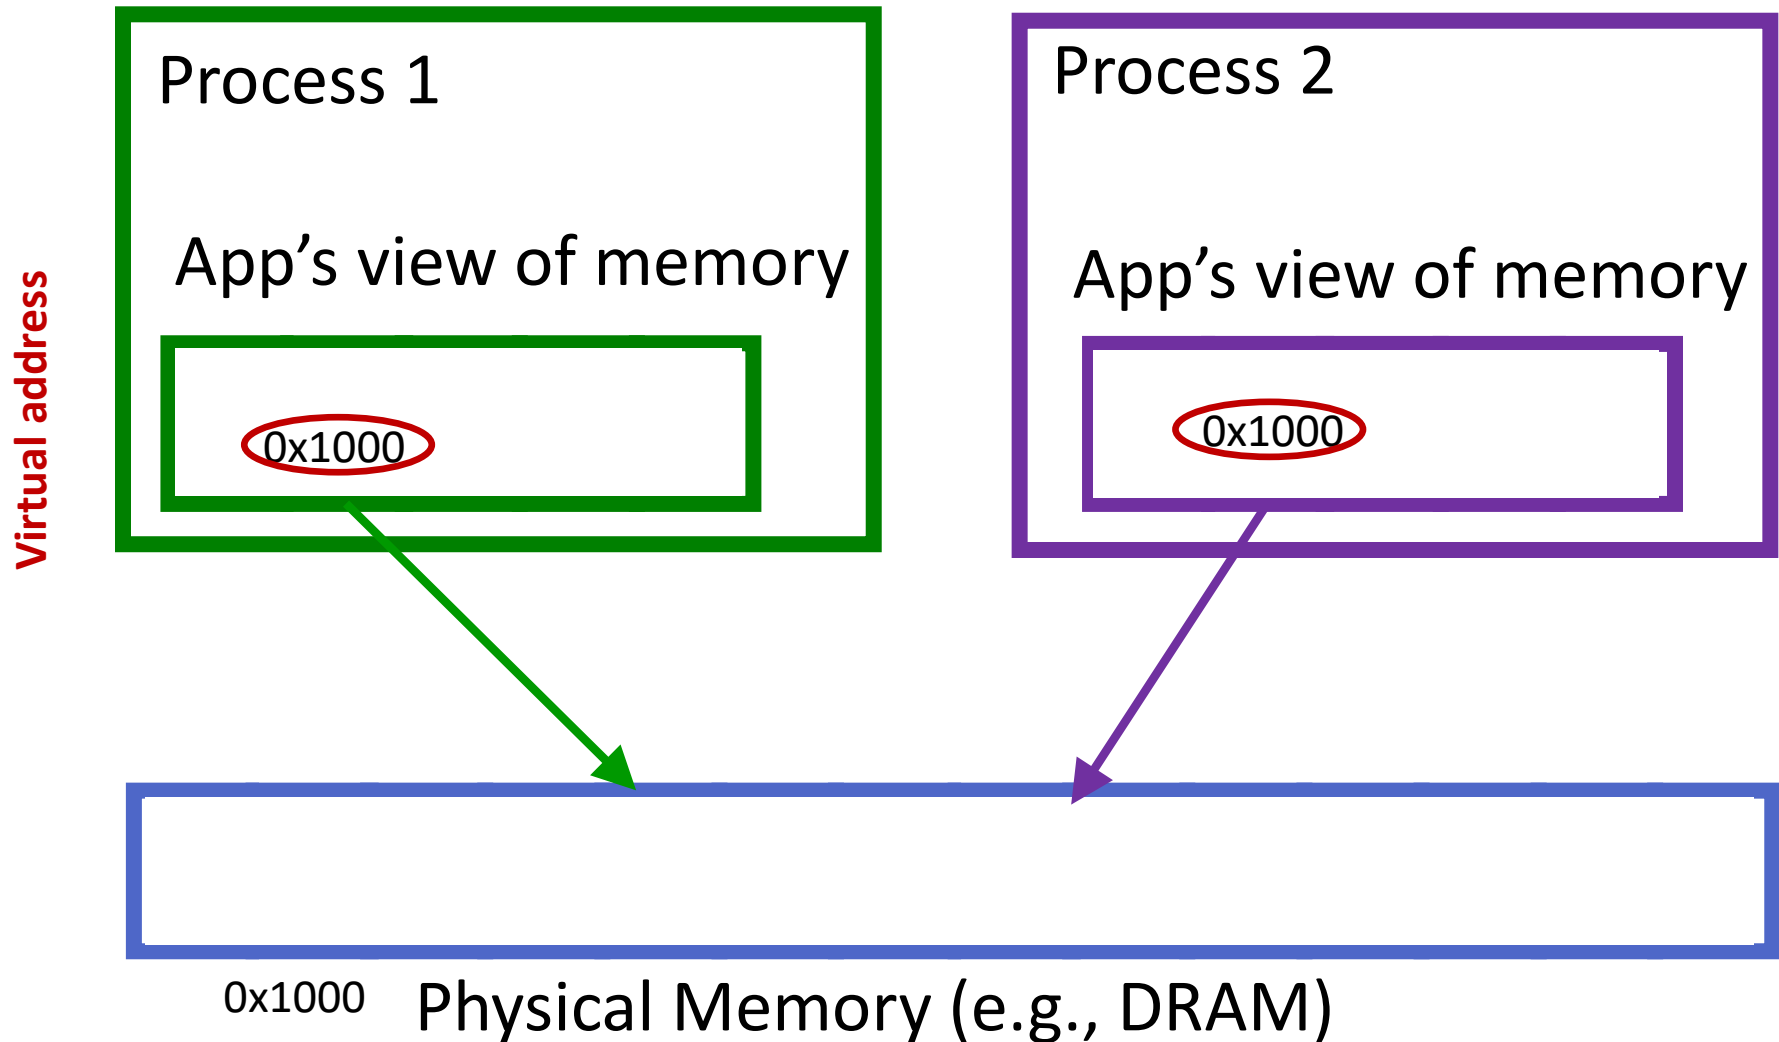 Process 1
Process 2
App’s view of memory
App’s view of memory
Virtual address
0x1000
0x1000
0x1000
Physical Memory (e.g., DRAM)